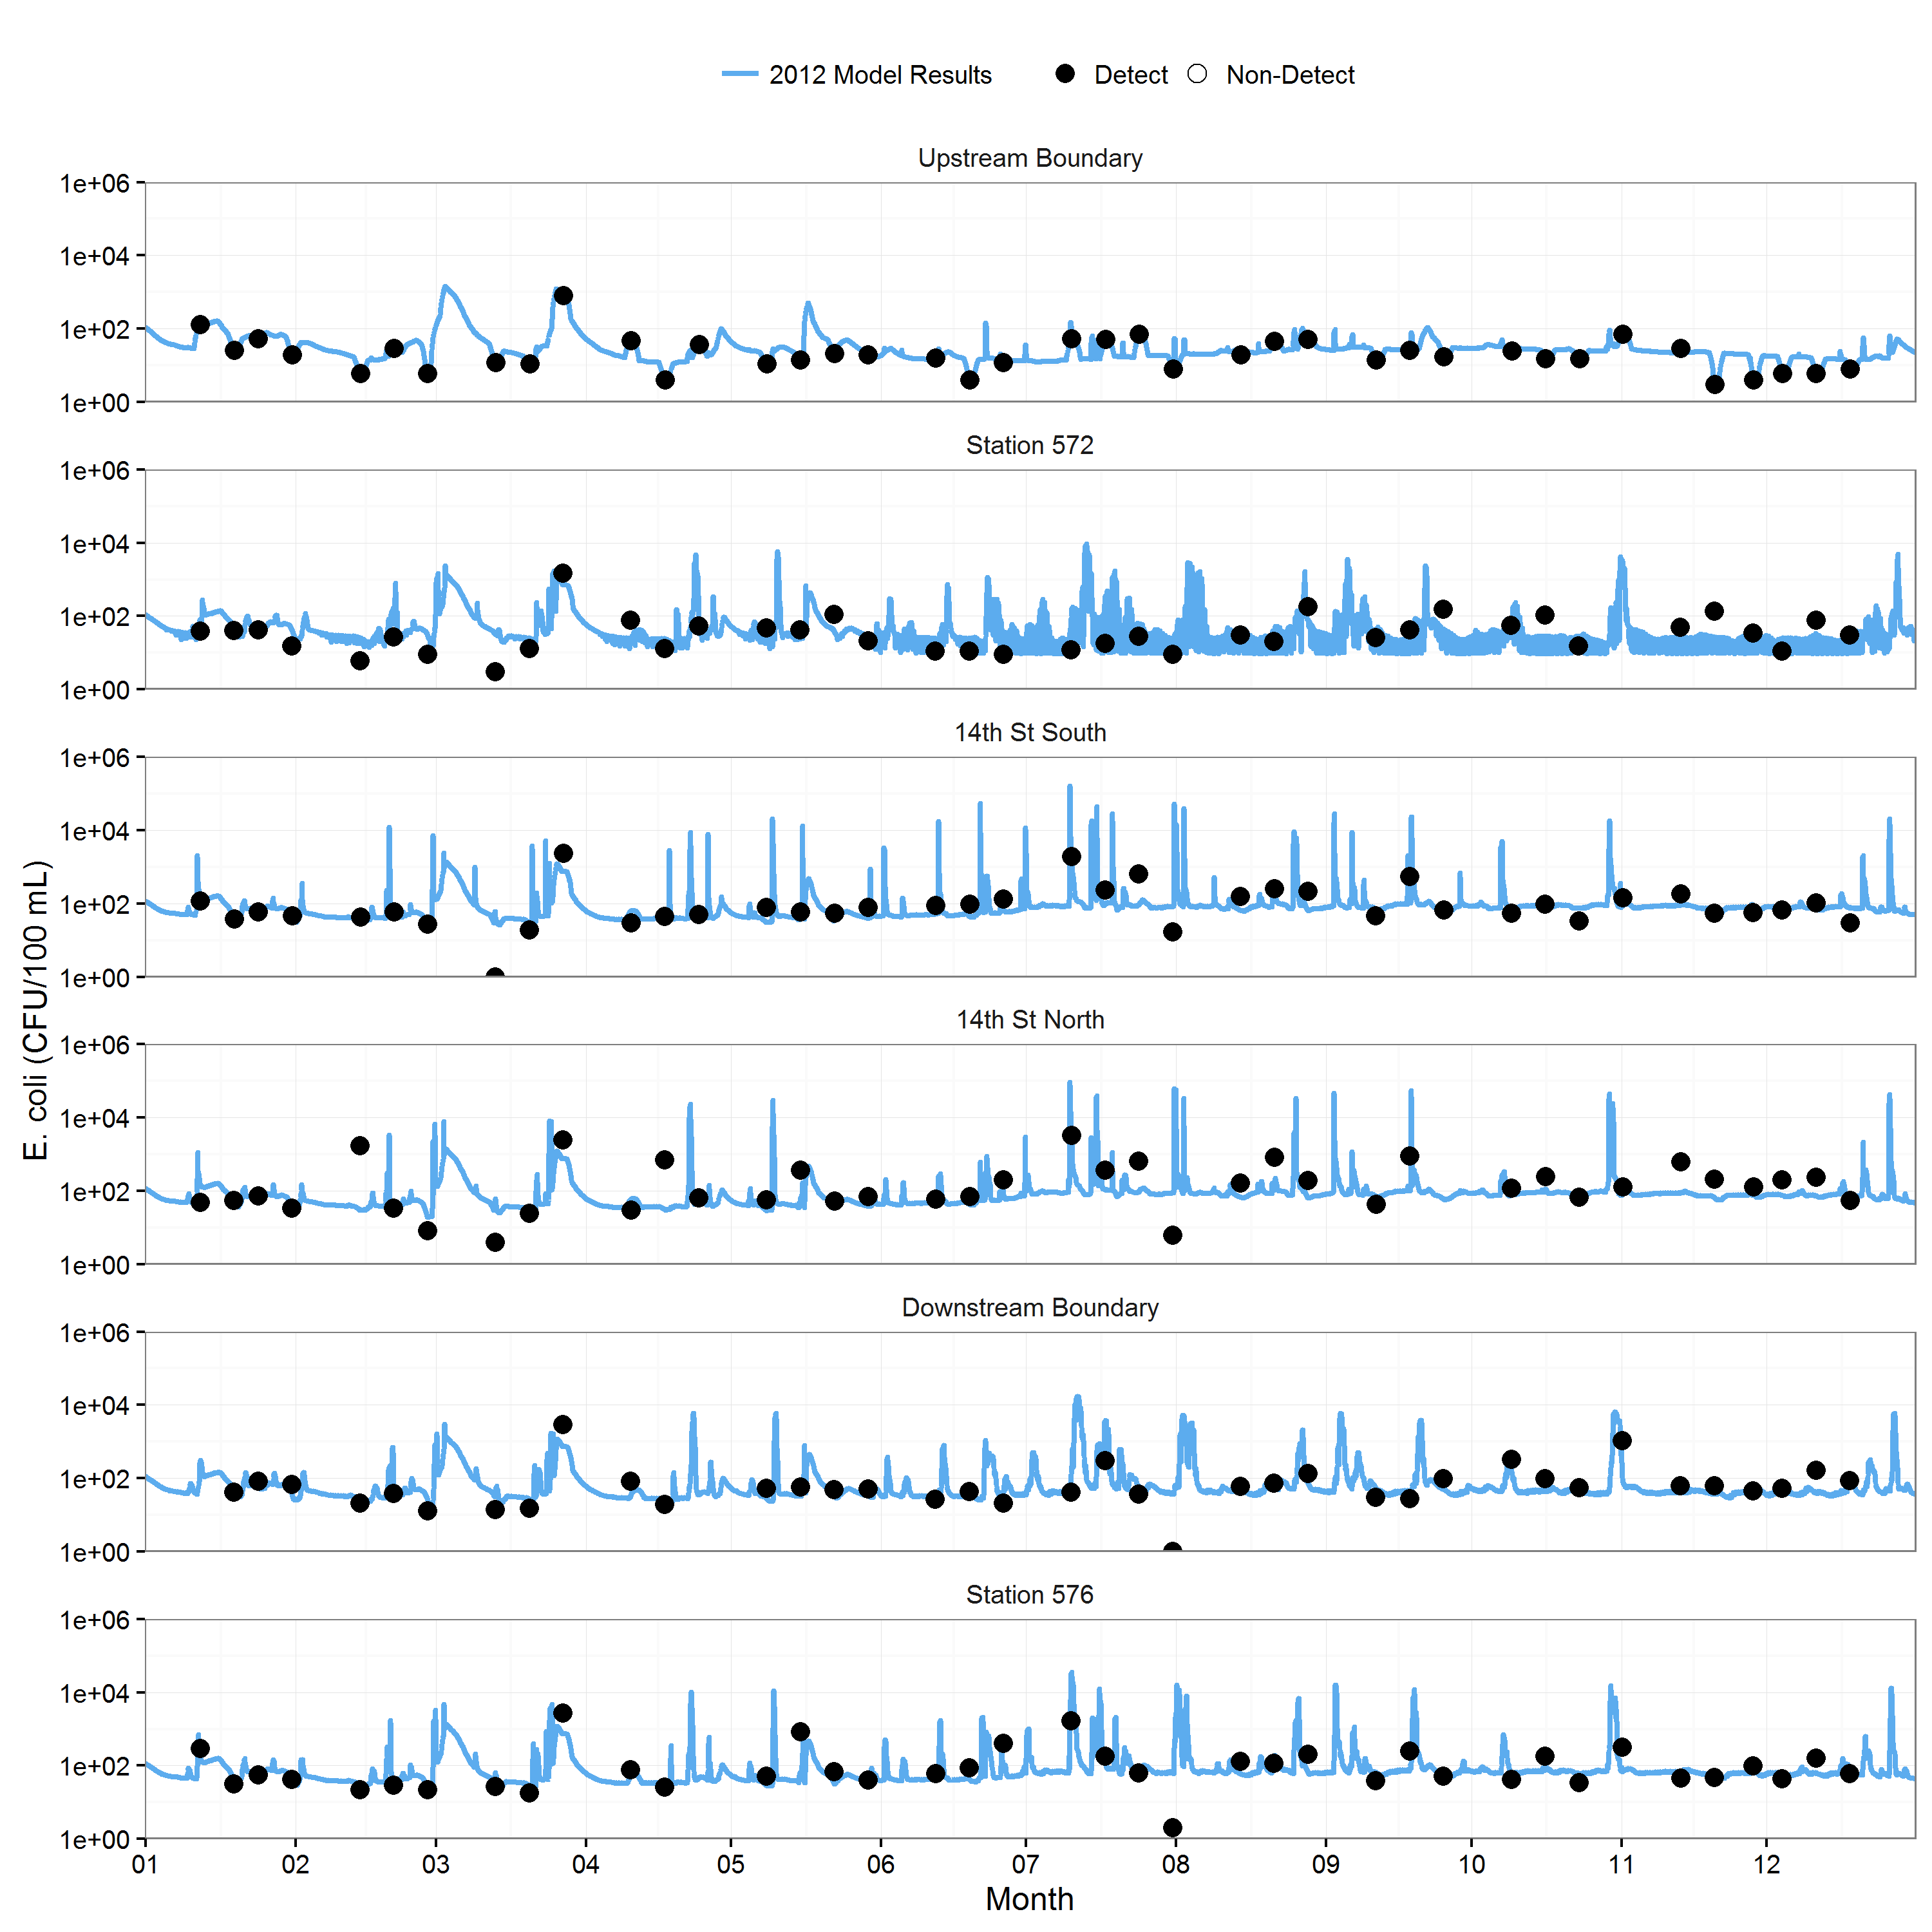 2012 Model Results Detect Non-Detect
Upstream Boundary
1e+06
1e+04
1e+02
1e+00
Station 572
1e+06
1e+04
1e+02
1e+00
14th St South
1e+06
1e+04
1e+02
1e+00
14th St North
1e+06
1e+04
1e+02
1e+00
Downstream Boundary
1e+06
1e+04
1e+02
1e+00
Station 576
1e+06
1e+04
1e+02
1e+00
E. coli (CFU/100 mL)
01 02 03 04 05 06 07 08 09 10 11 12
Month